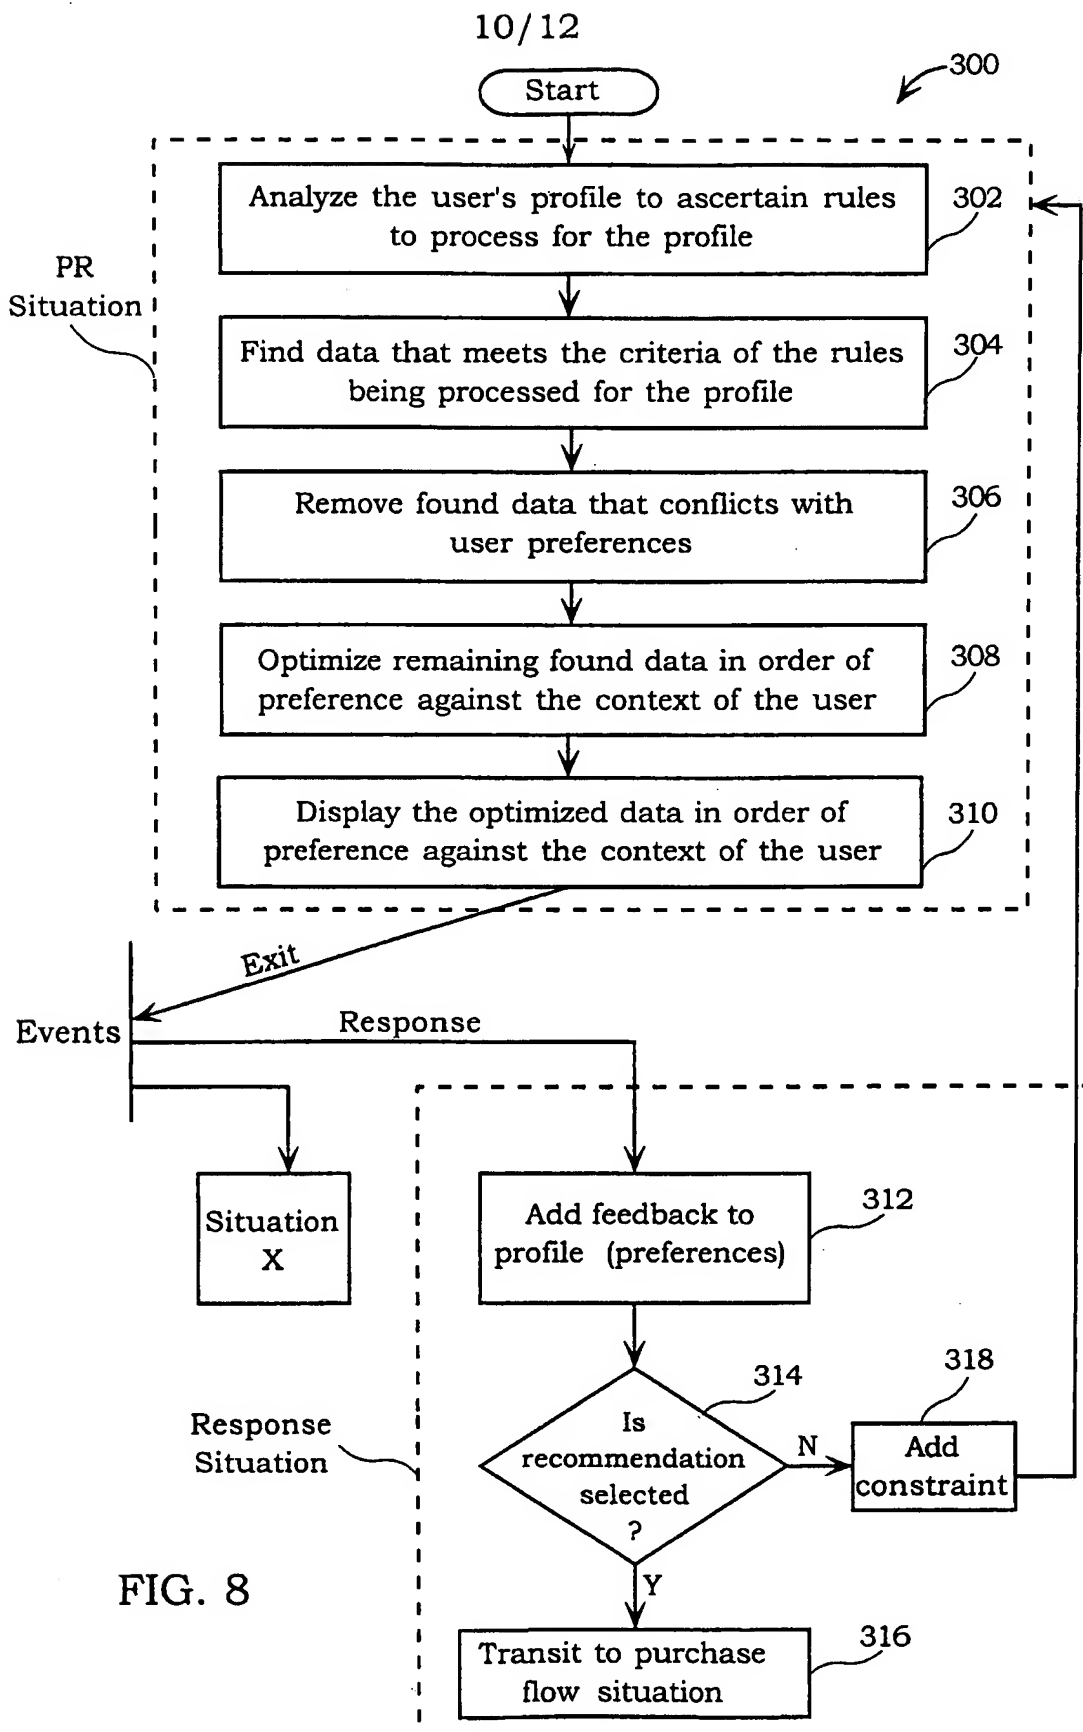 10/12
300
Start
Analyze the user's profile to ascertain rules
to process for the profile
302
PR
Situation
Find data that meets the criteria of the rules
being processed for the profile
304
Remove found data that conflicts with
user preferences
306
Optimize remaining found data in order of
preference against the context of the user
308
Display the optimized data in order of
preference against the context of the user
310
Exit
Events
Response
Situation
X
Add feedback to
profile (preferences)
312
Response
Situation
Is
recommendation
selected
?
314
N
318
Add
constraint
Y
FIG. 8
Transit to purchase
flow situation
316